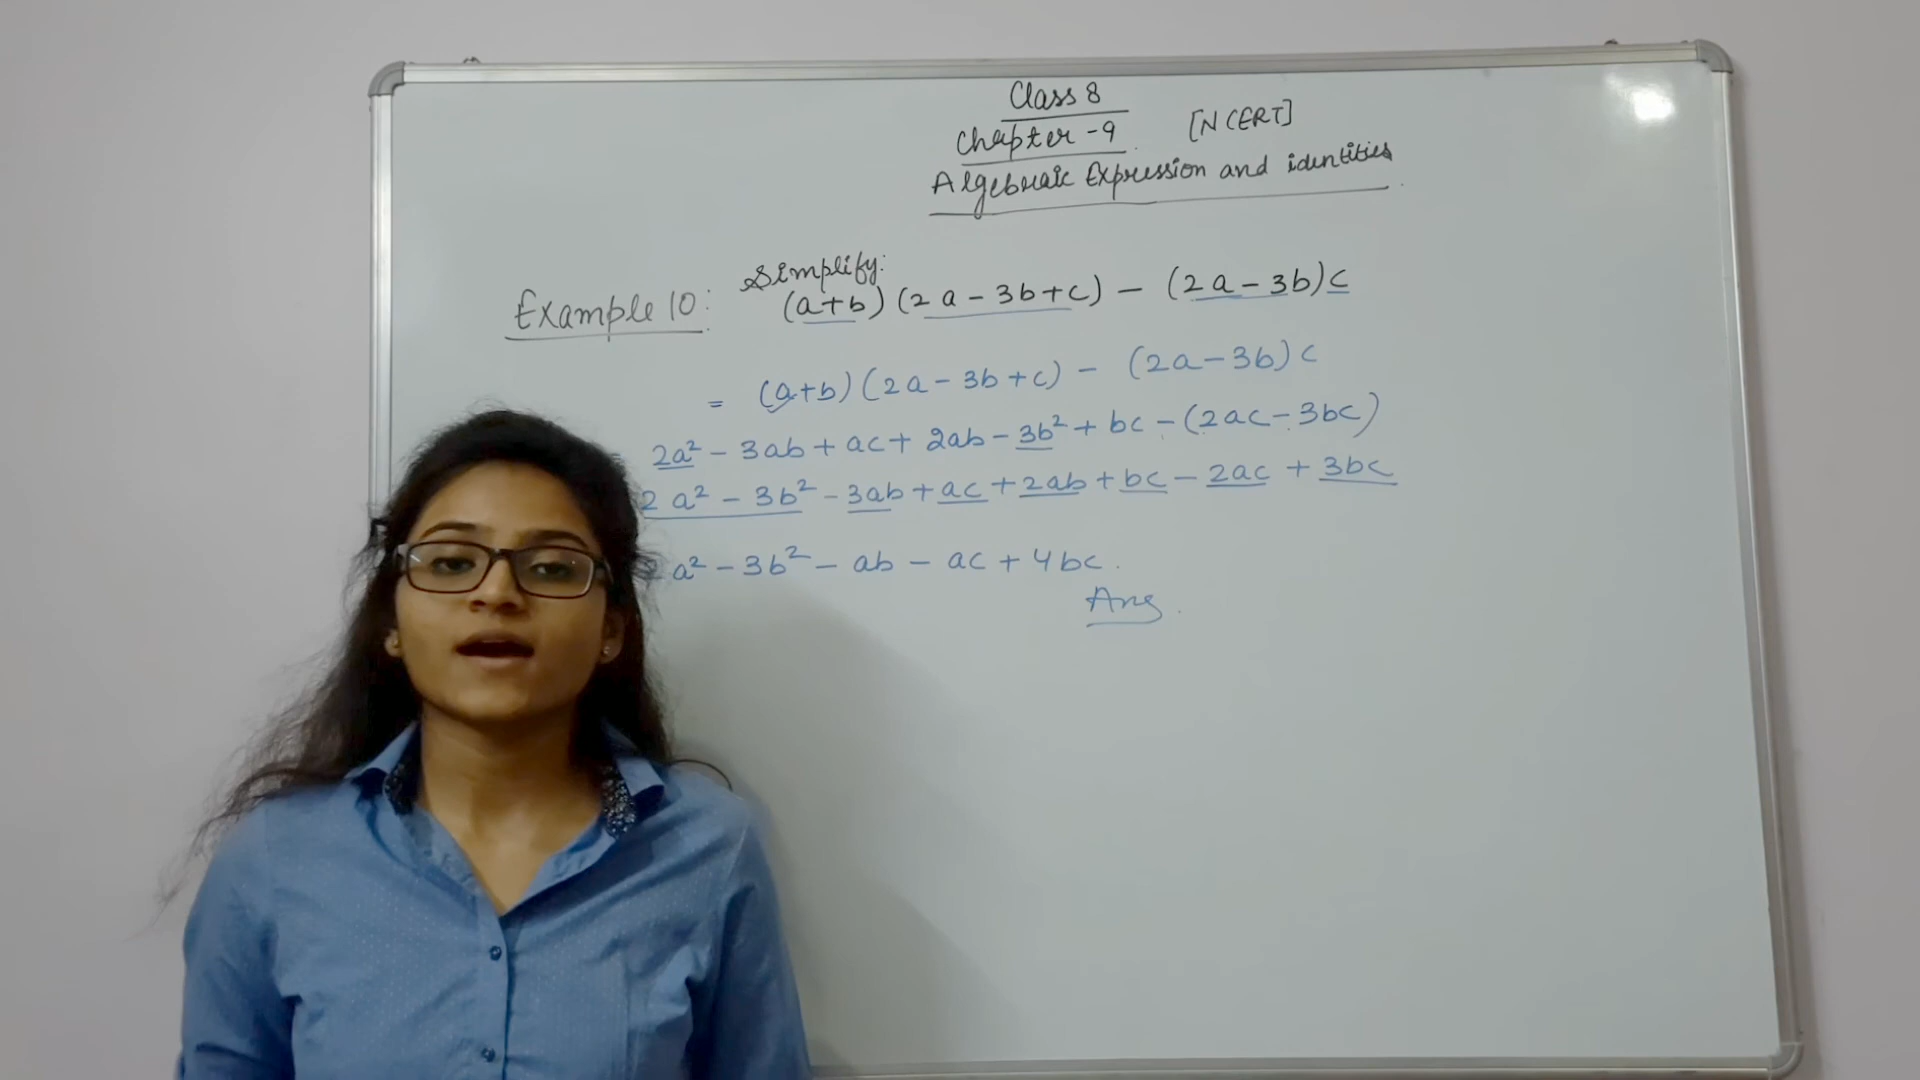 Class 8
Chapter -9 [NCERT]
Algebraic Expression and identities
Simplify:
Example 10: (a+b) (2a-3b+c) - (2a-3b)c
= (a+b) (2a-3b+c) - (2a-3b)c
2a² - 3ab + ac + 2ab - 3b² + bc - (2ac-3bc)
2a² - 3b² - 3ab + ac + 2ab + bc - 2ac + 3bc
2a² - 3b² - ab - ac + 4bc.
Ans.